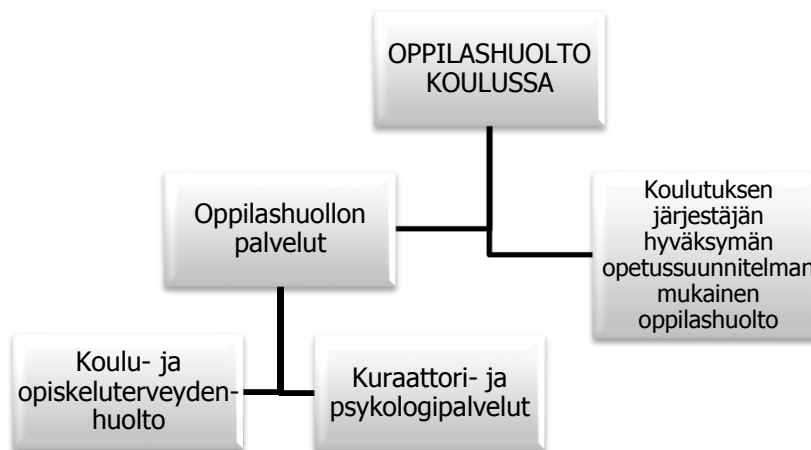 OPPILASHUOLTO
KOULUSSA
Oppilashuollon
palvelut
Koulutuksen
järjestäjän
hyväksymän
opetussuunnitelman
mukainen
oppilashuolto
Koulu- ja
opiskeluterveyden-
huolto
Kuraattori- ja
psykologipalvelut